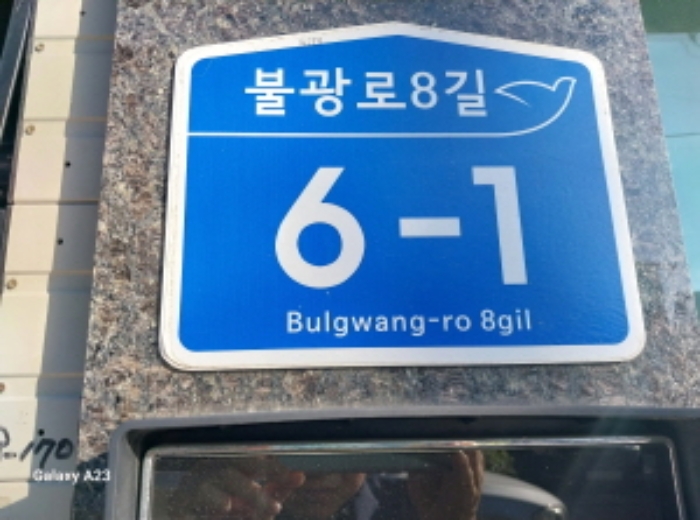 불광로8길
6-1
Bulgwang-ro 8gil
Galaxy A23